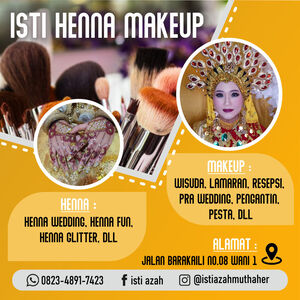 ISTI HENNA MAKEUP
MAKEUP :
WISUDA, LAMARAN, RESEPSI,
PRA WEDDING, PENGANTIN,
PESTA, DLL
HENNA :
HENNA WEDDING, HENNA FUN,
HENNA GLITTER, DLL
ALAMAT :
JALAN BARAKAILI NO.08 WANI 1
0823-4891-7423
isti azah
@istiazahmuthaher